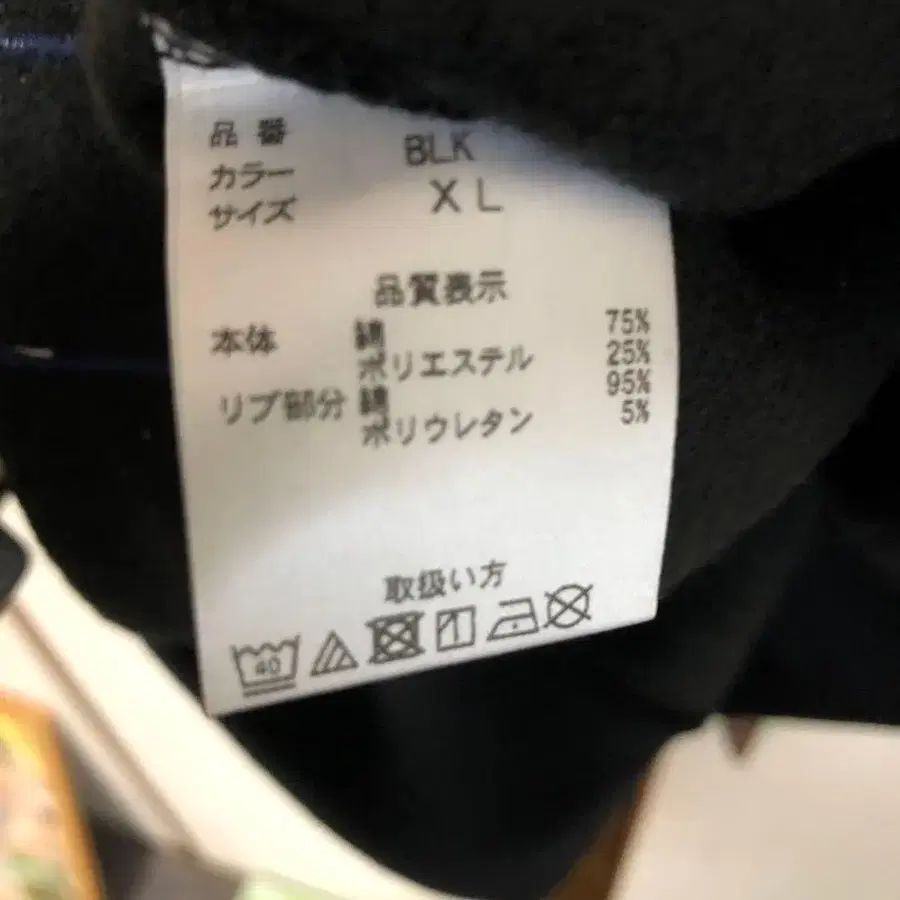 品番
カラー BLK
サイズ XL
品質表示
本体 綿 75%
ポリエステル 25%
リブ部分 綿 95%
ポリウレタン 5%
取扱い方
40